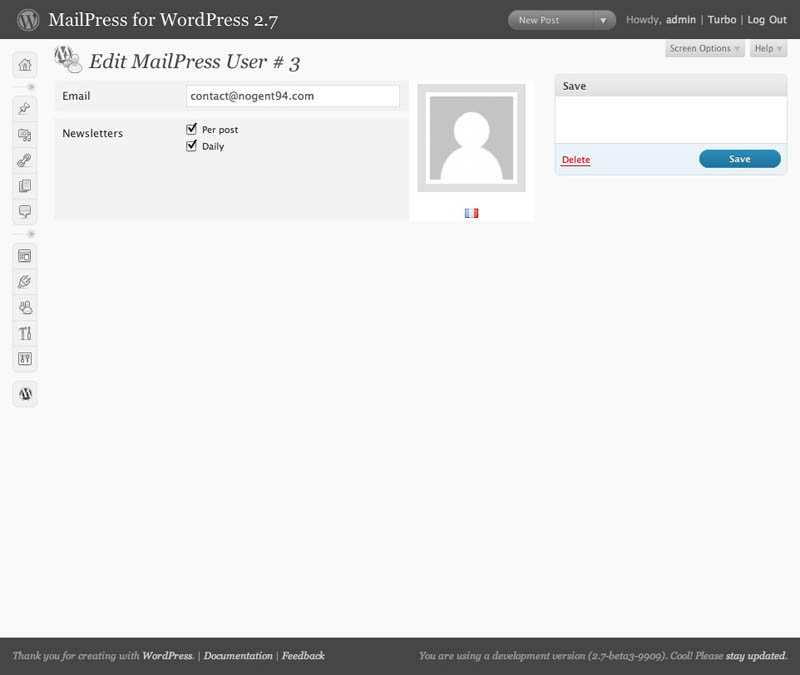 MailPress for WordPress 2.7
New Post
Howdy, admin | Turbo | Log Out
Screen Options
Help
Edit MailPress User # 3
Email
contact@nogent94.com
Newsletters
Per post
Daily
Save
Delete
Save
Thank you for creating with WordPress. | Documentation | Feedback
You are using a development version (2.7-beta3-9909). Cool! Please stay updated.